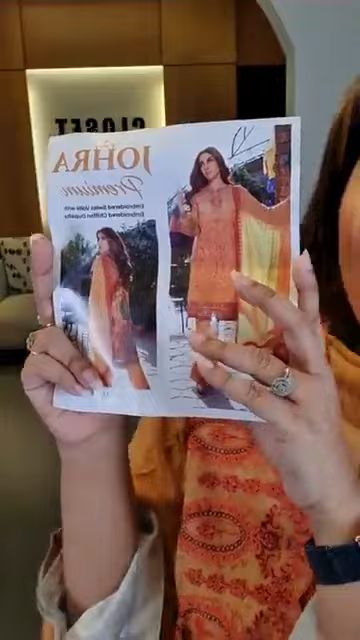 CLOSET
JOHRA
Premium
Embroidered Swiss Voile with
Embroidered Chiffon Dupatta